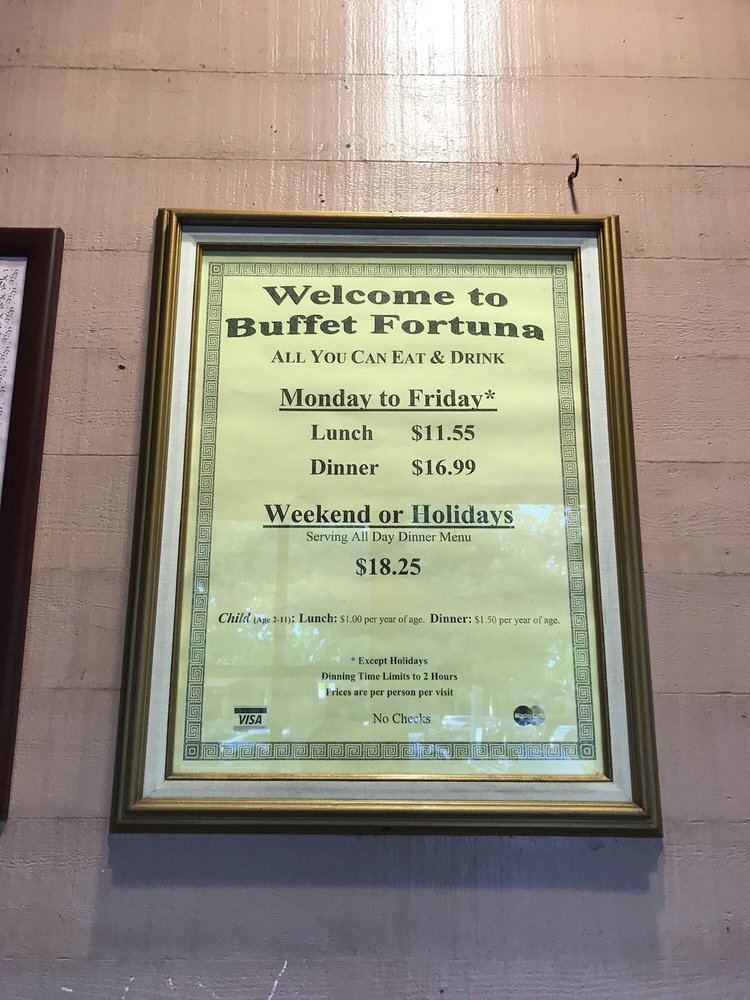 Welcome to
Buffet Fortuna
ALL YOU CAN EAT & DRINK
Monday to Friday*
Lunch $11.55
Dinner $16.99
Weekend or Holidays
Serving All Day Dinner Menu
$18.25
Child (Age 2-11): Lunch: $1.00 per year of age. Dinner: $1.50 per year of age.
* Except Holidays
Dinning Time Limits to 2 Hours
Prices are per person per visit
VISA No Checks MasterCard